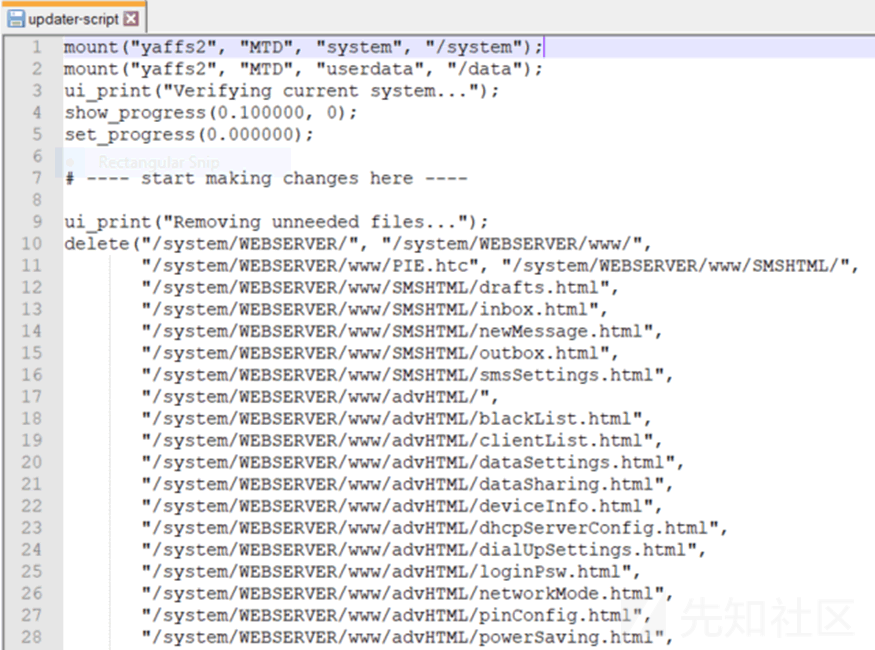 updater-script
1 mount("yaffs2", "MTD", "system", "/system");
2 mount("yaffs2", "MTD", "userdata", "/data");
3 ui_print("Verifying current system...");
4 show_progress(0.100000, 0);
5 set_progress(0.000000);
6
Rectangular Snip
7 # ---- start making changes here ----
8
9 ui_print("Removing unneeded files...");
10 delete("/system/WEBSERVER/", "/system/WEBSERVER/www/",
11 "/system/WEBSERVER/www/PIE.htc", "/system/WEBSERVER/www/SMSHTML/",
12 "/system/WEBSERVER/www/SMSHTML/drafts.html",
13 "/system/WEBSERVER/www/SMSHTML/inbox.html",
14 "/system/WEBSERVER/www/SMSHTML/newMessage.html",
15 "/system/WEBSERVER/www/SMSHTML/outbox.html",
16 "/system/WEBSERVER/www/SMSHTML/smsSettings.html",
17 "/system/WEBSERVER/www/advHTML/",
18 "/system/WEBSERVER/www/advHTML/blackList.html",
19 "/system/WEBSERVER/www/advHTML/clientList.html",
20 "/system/WEBSERVER/www/advHTML/dataSettings.html",
21 "/system/WEBSERVER/www/advHTML/dataSharing.html",
22 "/system/WEBSERVER/www/advHTML/deviceInfo.html",
23 "/system/WEBSERVER/www/advHTML/dhcpServerConfig.html",
24 "/system/WEBSERVER/www/advHTML/dialUpSettings.html",
25 "/system/WEBSERVER/www/advHTML/loginPsw.html",
26 "/system/WEBSERVER/www/advHTML/networkMode.html",
27 "/system/WEBSERVER/www/advHTML/pinConfig.html",
28 "/system/WEBSERVER/www/advHTML/powerSaving.html",
先知社区